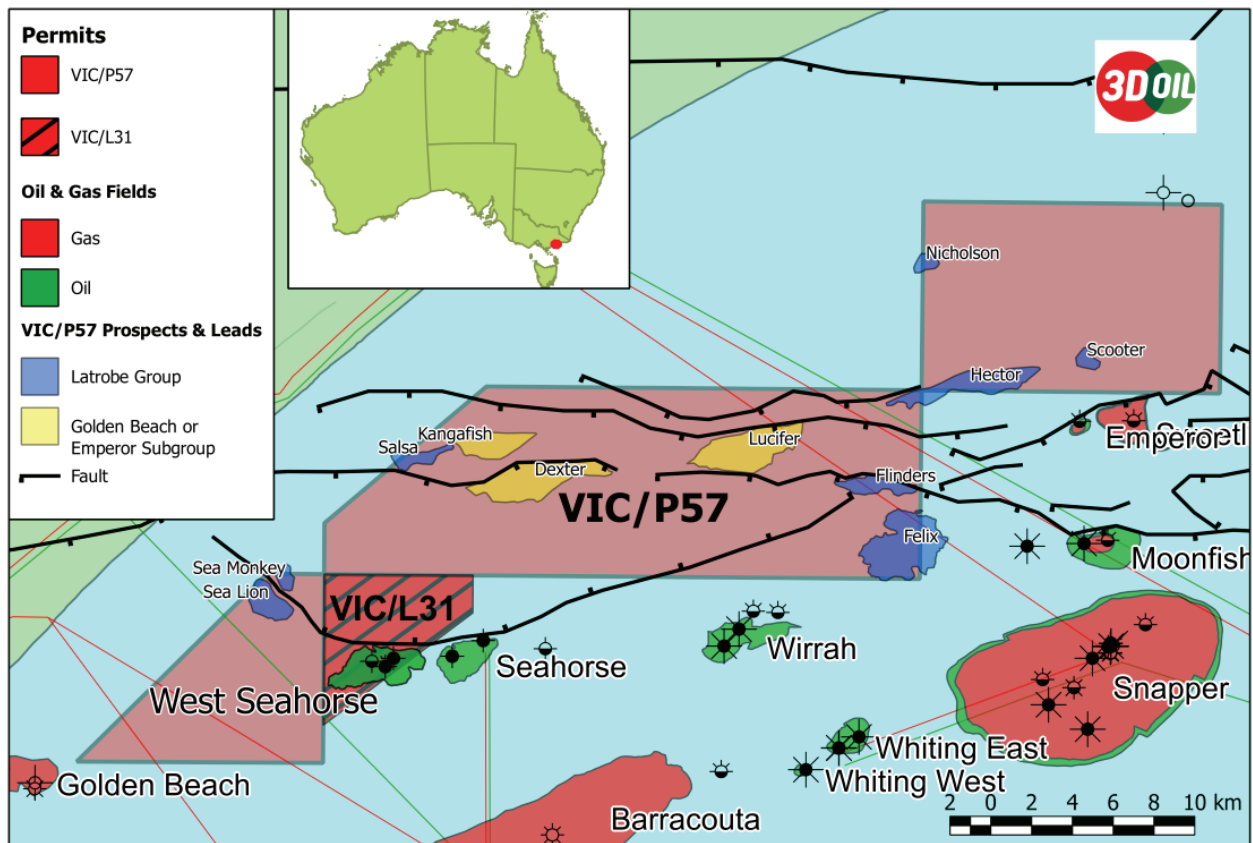 Permits
VIC/P57
VIC/L31
Oil & Gas Fields
Gas
Oil
VIC/P57 Prospects & Leads
Latrobe Group
Golden Beach or
Emperor Subgroup
Fault
3D OIL
Nicholson
Scooter
Hector
Emperor
Kangafish
Salsa
Lucifer
Dexter
Flinders
VIC/P57
Felix
Moonfish
Sea Monkey
Sea Lion
VIC/L31
Seahorse
Wirrah
West Seahorse
Snapper
Whiting East
Whiting West
Golden Beach
Barracouta
2 0 2 4 6 8 10 km